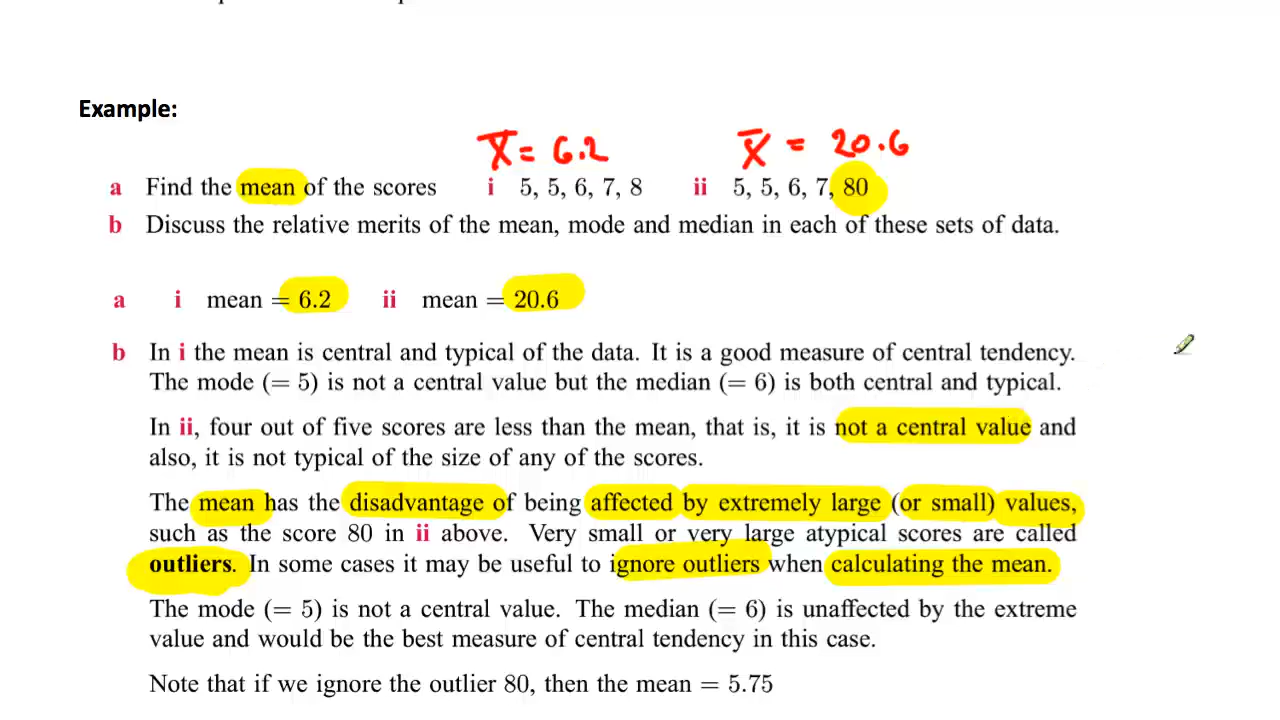 Example:
X̄ = 6.2 X̄ = 20.6
a Find the mean of the scores i 5, 5, 6, 7, 8 ii 5, 5, 6, 7, 80
b Discuss the relative merits of the mean, mode and median in each of these sets of data.
a i mean = 6.2 ii mean = 20.6
b In i the mean is central and typical of the data. It is a good measure of central tendency.
The mode (= 5) is not a central value but the median (= 6) is both central and typical.
In ii, four out of five scores are less than the mean, that is, it is not a central value and
also, it is not typical of the size of any of the scores.
The mean has the disadvantage of being affected by extremely large (or small) values,
such as the score 80 in ii above. Very small or very large atypical scores are called
outliers. In some cases it may be useful to ignore outliers when calculating the mean.
The mode (= 5) is not a central value. The median (= 6) is unaffected by the extreme
value and would be the best measure of central tendency in this case.
Note that if we ignore the outlier 80, then the mean = 5.75